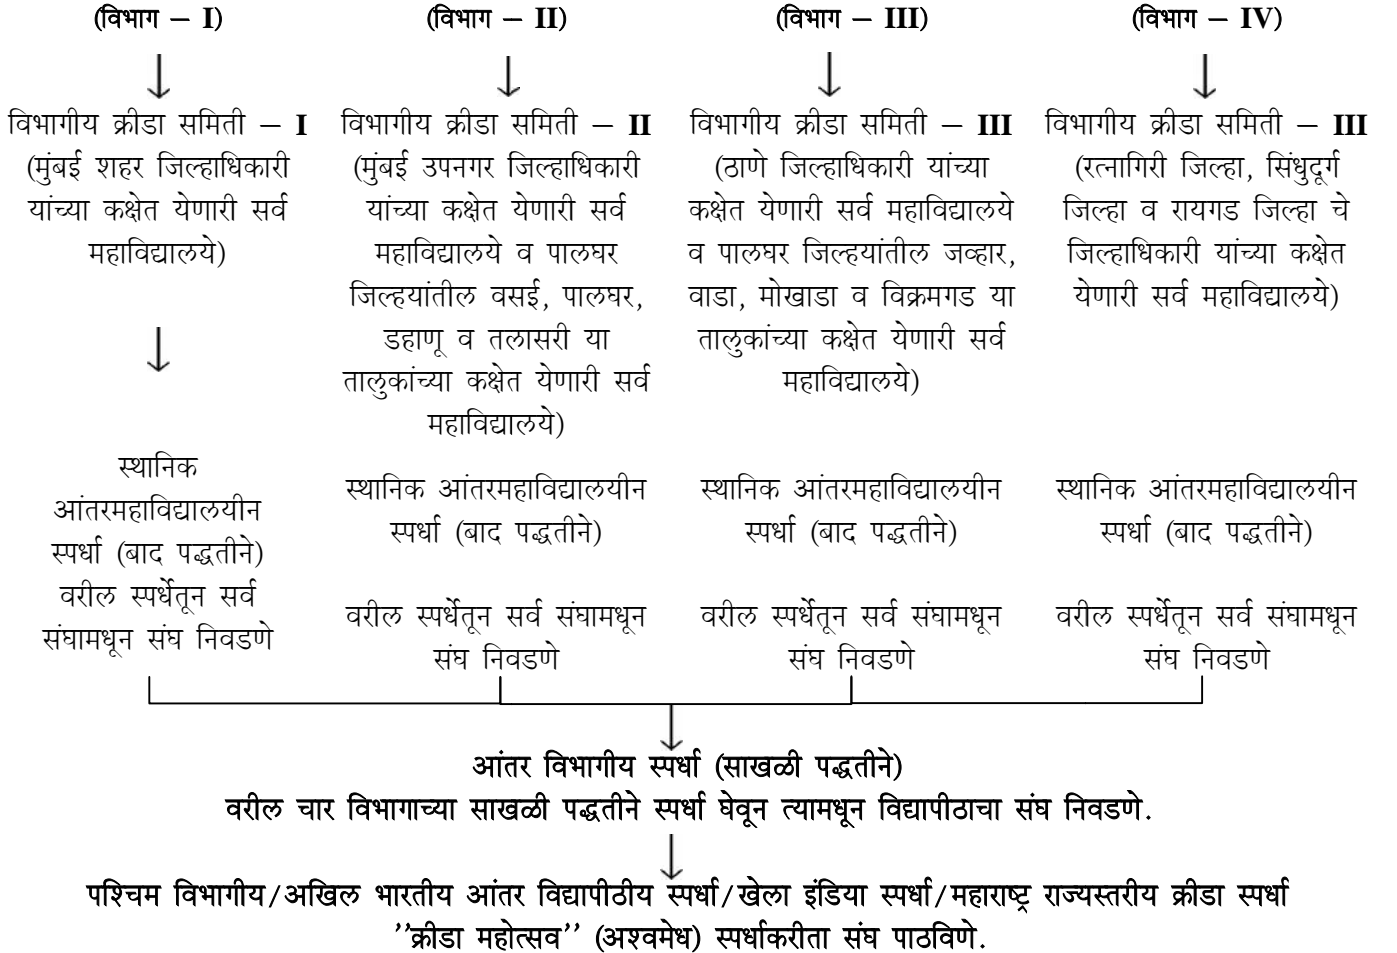 (विभाग – I)
विभागीय क्रीडा समिती – I
(मुंबई शहर जिल्हाधिकारी
यांच्या कक्षेत येणारी सर्व
महाविद्यालये)
स्थानिक
आंतरमहाविद्यालयीन
स्पर्धा (बाद पद्धतीने)
वरील स्पर्धेतून सर्व
संघामधून संघ निवडणे
(विभाग – II)
विभागीय क्रीडा समिती – II
(मुंबई उपनगर जिल्हाधिकारी
यांच्या कक्षेत येणारी सर्व
महाविद्यालये व पालघर
जिल्हयांतील वसई, पालघर,
डहाणू व तलासरी या
तालुकांच्या कक्षेत येणारी सर्व
महाविद्यालये)
स्थानिक आंतरमहाविद्यालयीन
स्पर्धा (बाद पद्धतीने)
वरील स्पर्धेतून सर्व संघामधून
संघ निवडणे
(विभाग – III)
विभागीय क्रीडा समिती – III
(ठाणे जिल्हाधिकारी यांच्या
कक्षेत येणारी सर्व महाविद्यालये
व पालघर जिल्हयांतील जव्हार,
वाडा, मोखाडा व विक्रमगड या
तालुकांच्या कक्षेत येणारी सर्व
महाविद्यालये)
स्थानिक आंतरमहाविद्यालयीन
स्पर्धा (बाद पद्धतीने)
वरील स्पर्धेतून सर्व संघामधून
संघ निवडणे
(विभाग – IV)
विभागीय क्रीडा समिती – III
(रत्नागिरी जिल्हा, सिंधुदूर्ग
जिल्हा व रायगड जिल्हा चे
जिल्हाधिकारी यांच्या कक्षेत
येणारी सर्व महाविद्यालये)
स्थानिक आंतरमहाविद्यालयीन
स्पर्धा (बाद पद्धतीने)
वरील स्पर्धेतून सर्व संघामधून
संघ निवडणे
आंतर विभागीय स्पर्धा (साखळी पद्धतीने)
वरील चार विभागाच्या साखळी पद्धतीने स्पर्धा घेवून त्यामधून विद्यापीठाचा संघ निवडणे.
पश्चिम विभागीय/अखिल भारतीय आंतर विद्यापीठीय स्पर्धा/खेला इंडिया स्पर्धा/महाराष्ट्र राज्यस्तरीय क्रीडा स्पर्धा
’’क्रीडा महोत्सव’’ (अश्वमेध) स्पर्धाकरीता संघ पाठविणे.